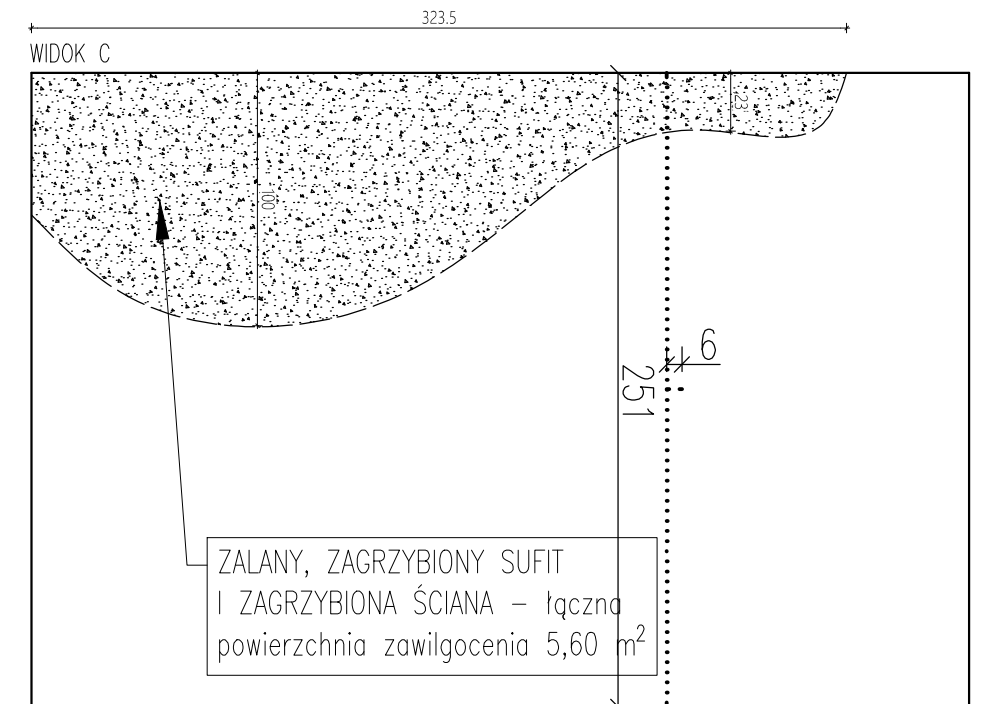 323.5
WIDOK C
23
100
6
251
ZALANY, ZAGRZYBIONY SUFIT
I ZAGRZYBIONA ŚCIANA – łączna
powierzchnia zawilgocenia 5,60 m²